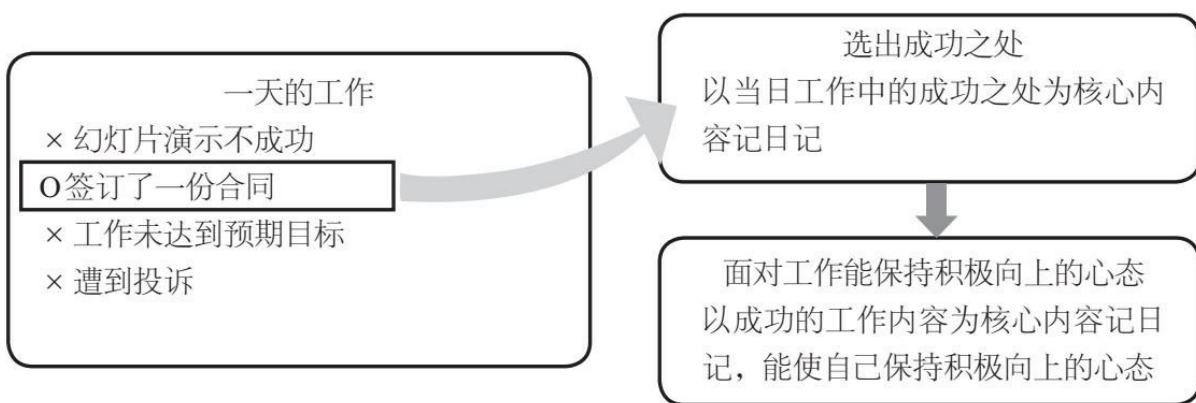 一天的工作
× 幻灯片演示不成功
O签订了一份合同
× 工作未达到预期目标
× 遭到投诉
选出成功之处
以当日工作中的成功之处为核心内
容记日记
面对工作能保持积极向上的心态
以成功的工作内容为核心内容记日
记，能使自己保持积极向上的心态